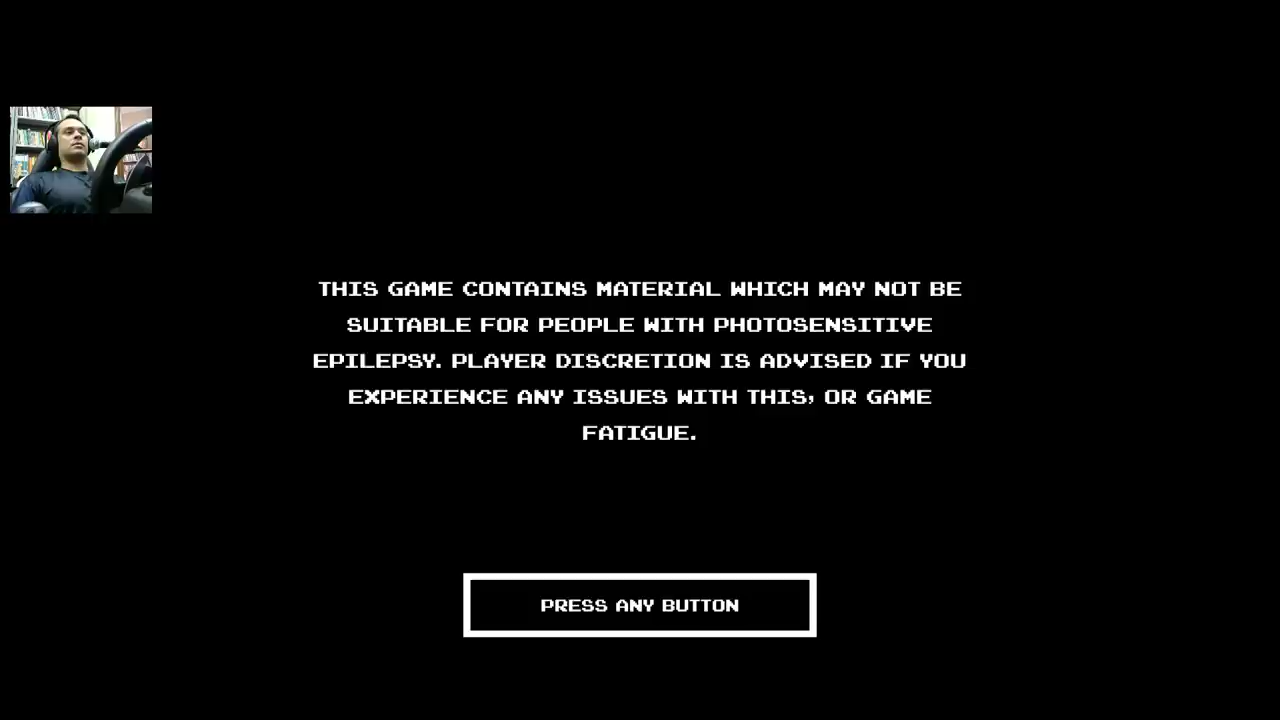 THIS GAME CONTAINS MATERIAL WHICH MAY NOT BE
SUITABLE FOR PEOPLE WITH PHOTOSENSITIVE
EPILEPSY. PLAYER DISCRETION IS ADVISED IF YOU
EXPERIENCE ANY ISSUES WITH THIS, OR GAME
FATIGUE.
PRESS ANY BUTTON